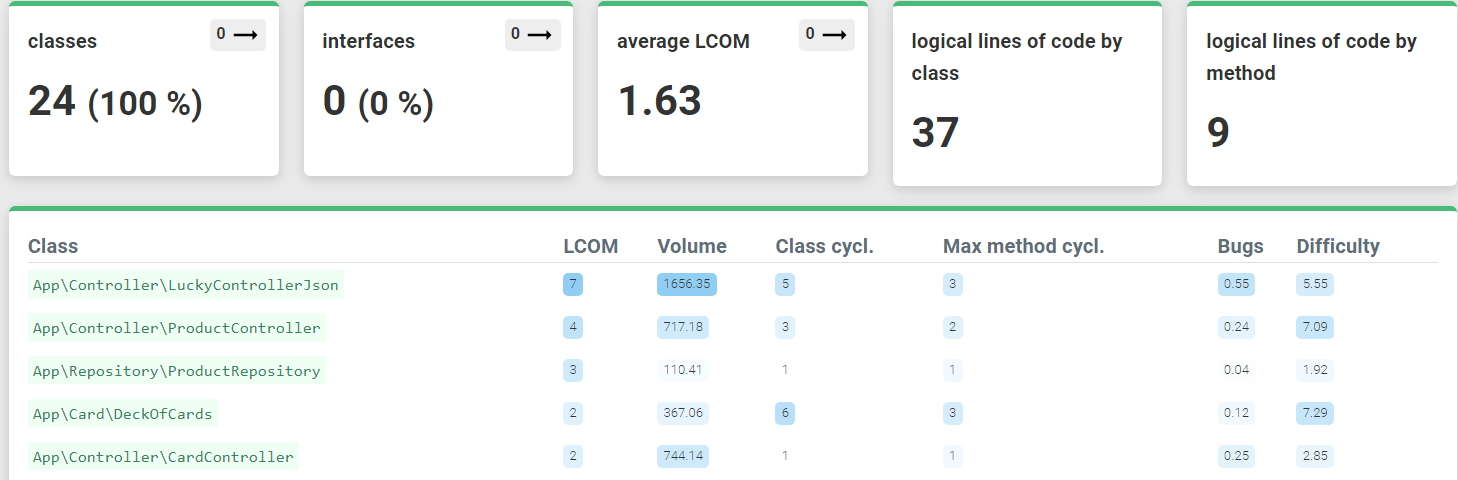 classes
0 →
24 (100 %)
interfaces
0 →
0 (0 %)
average LCOM
0 →
1.63
logical lines of code by
class
37
logical lines of code by
method
9
Class LCOM Volume Class cycl. Max method cycl. Bugs Difficulty
App\Controller\LuckyControllerJson 7 1656.35 5 3 0.55 5.55
App\Controller\ProductController 4 717.18 3 2 0.24 7.09
App\Repository\ProductRepository 3 110.41 1 1 0.04 1.92
App\Card\DeckOfCards 2 367.06 6 3 0.12 7.29
App\Controller\CardController 2 744.14 1 1 0.25 2.85